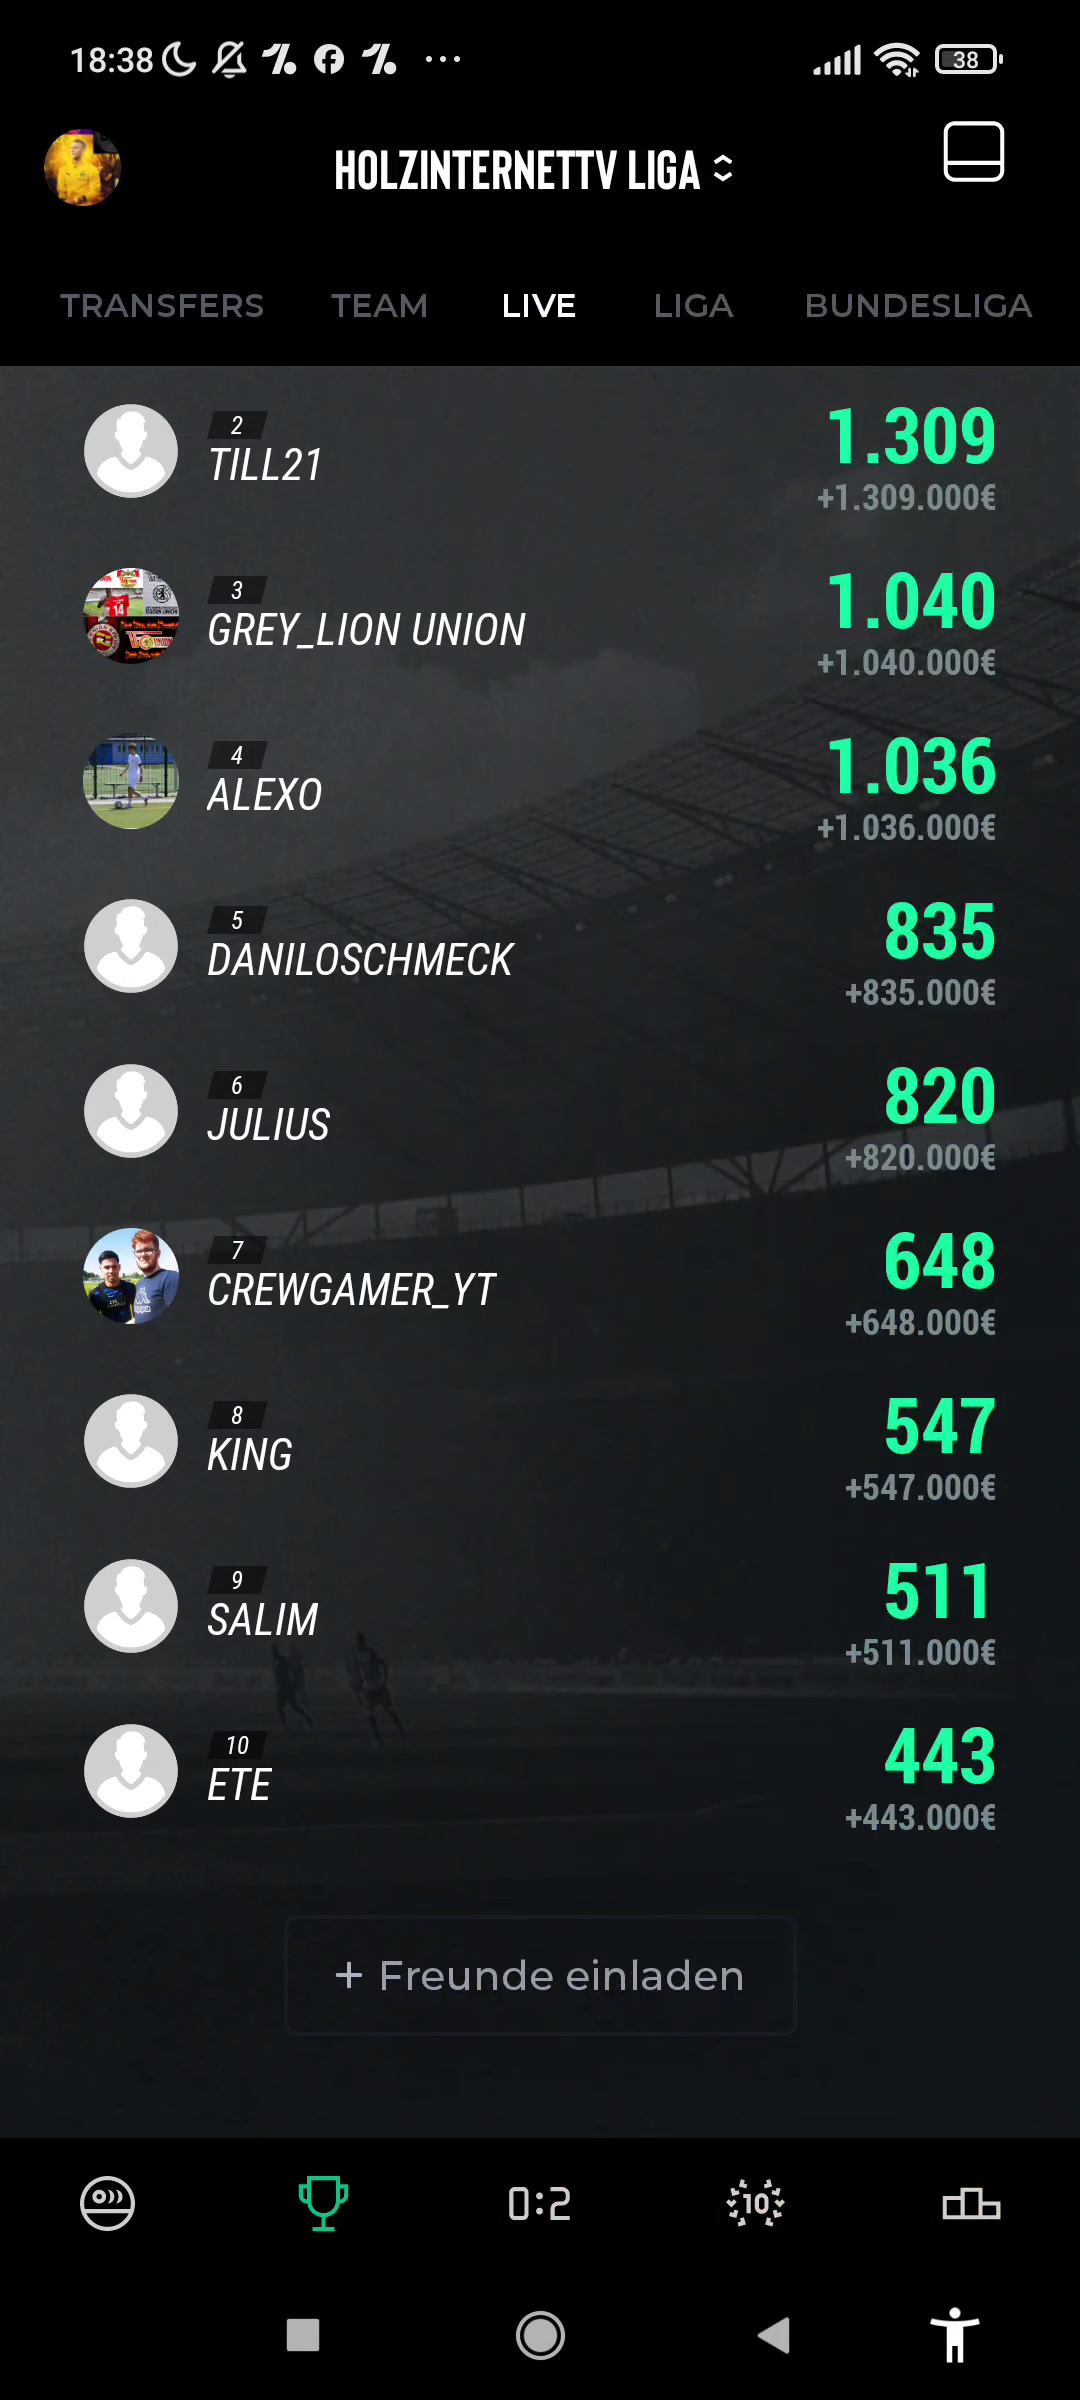 18:38
38
HOLZINTERNETTV LIGA
TRANSFERS TEAM LIVE LIGA BUNDESLIGA
2
TILL21
1.309
+1.309.000€
3
GREY_LION UNION
1.040
+1.040.000€
4
ALEXO
1.036
+1.036.000€
5
DANILOSCHMECK
835
+835.000€
6
JULIUS
820
+820.000€
7
CREWGAMER_YT
648
+648.000€
8
KING
547
+547.000€
9
SALIM
511
+511.000€
10
ETE
443
+443.000€
+ Freunde einladen
0:2
10